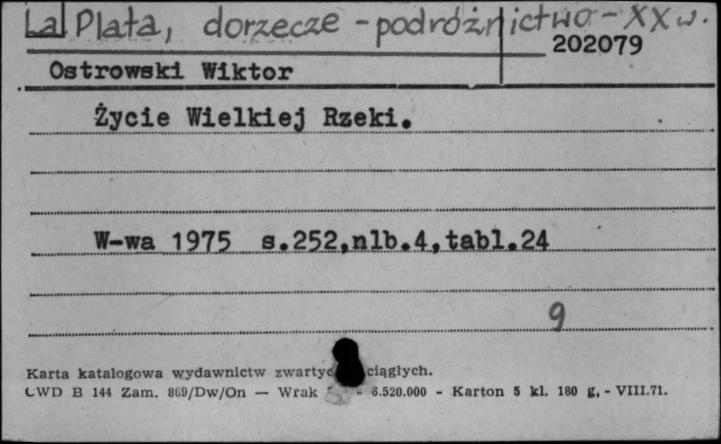 La Plata, dorzecze - podróżnictwo - XX w.
202079
Ostrowski Wiktor
Życie Wielkiej Rzeki.
W-wa 1975 s.252,nlb.4,tabl.24
9
Karta katalogowa wydawnictw ciągłych.
CWD B 144 Zam. 869/Dw/On — Wrak 6.520.000 - Karton 5 kl. 180 g, - VIII.71.